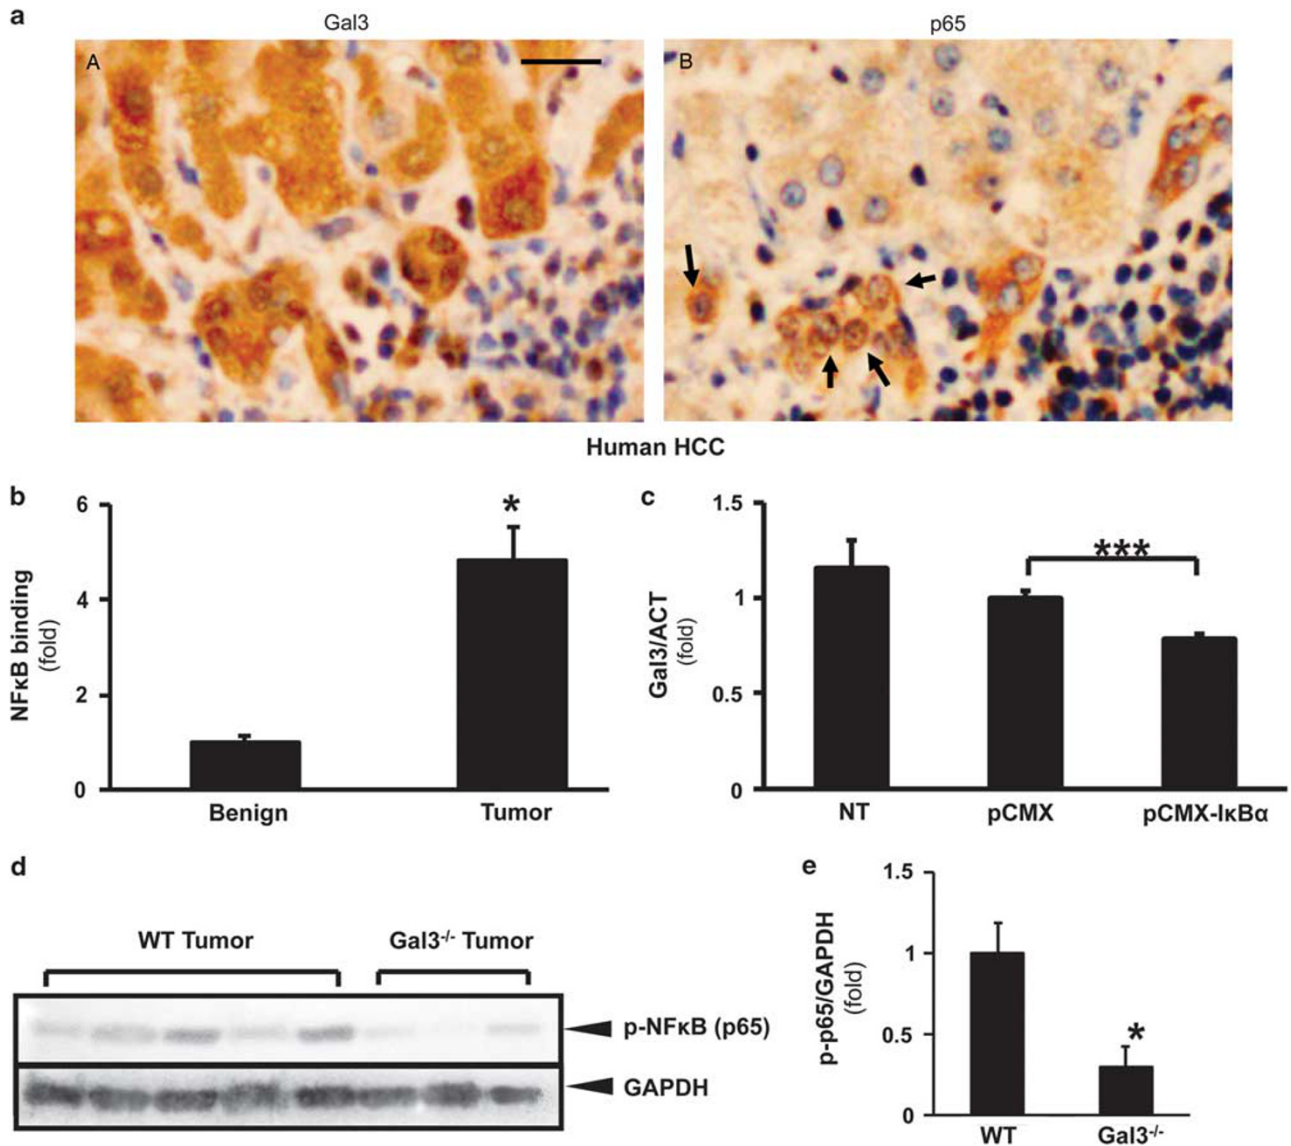 a
Gal3
p65
A
B
Human HCC
b
NFκB binding
(fold)
6
4
2
0
*
Benign
Tumor
c
Gal3/ACT
(fold)
1.5
1
0.5
0
***
NT
pCMX
pCMX-IκBα
d
WT Tumor
Gal3-/- Tumor
p-NFκB (p65)
GAPDH
e
p-p65/GAPDH
(fold)
1.5
1
0.5
0
*
WT
Gal3-/-